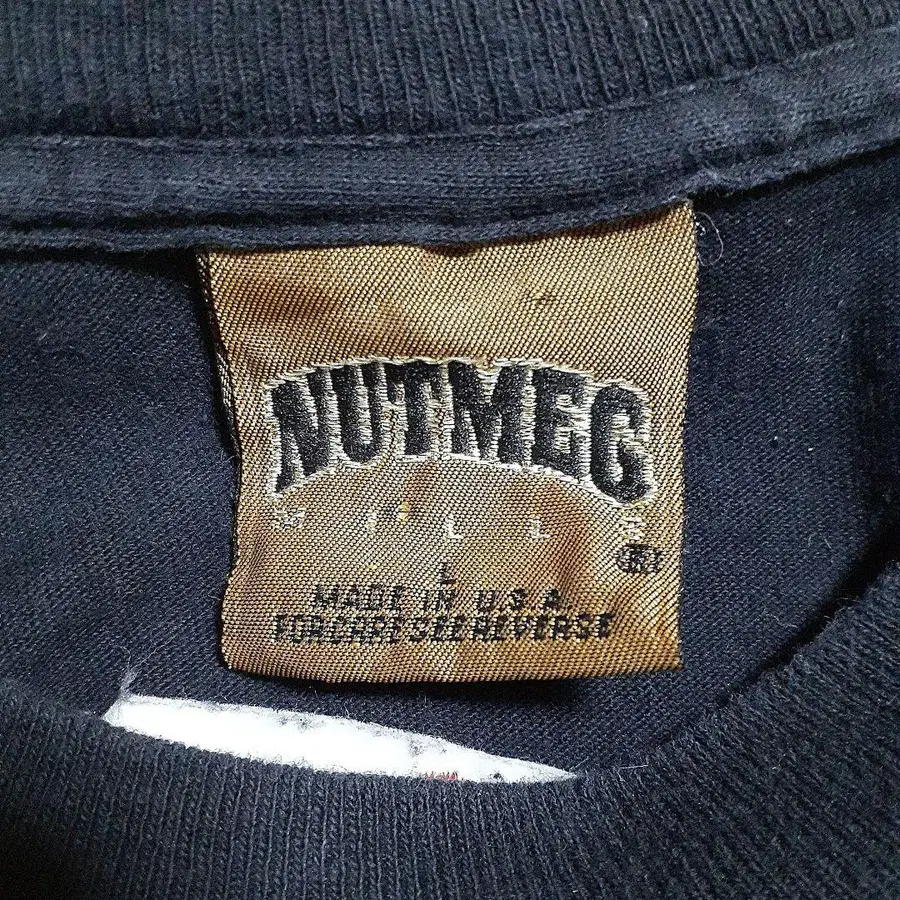 NUTMEG
M I L L S
®
L
MADE IN U.S.A.
FOR CARE SEE REVERSE